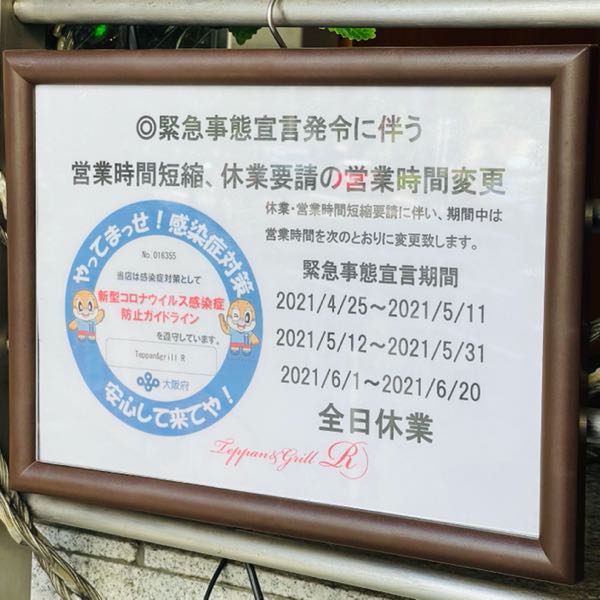 ◎緊急事態宣言発令に伴う
営業時間短縮、休業要請の営業時間変更
休業・営業時間短縮要請に伴い、期間中は
営業時間を次のとおりに変更致します。
緊急事態宣言期間
2021/4/25～2021/5/11
2021/5/12～2021/5/31
2021/6/1～2021/6/20
全日休業
Teppan&Grill R
やってまっせ！感染症対策
No.016355
当店は感染症対策として
新型コロナウイルス感染症
防止ガイドライン
を遵守しています。
Teppan&grill R
大阪府
安心して来てや！